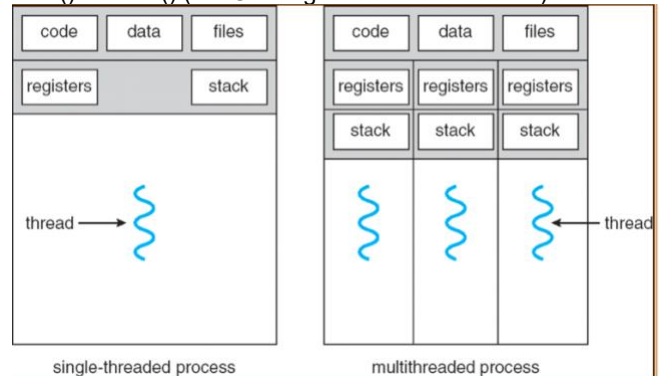 code data files code data files
registers stack registers registers registers
stack stack stack
thread thread
single-threaded process multithreaded process